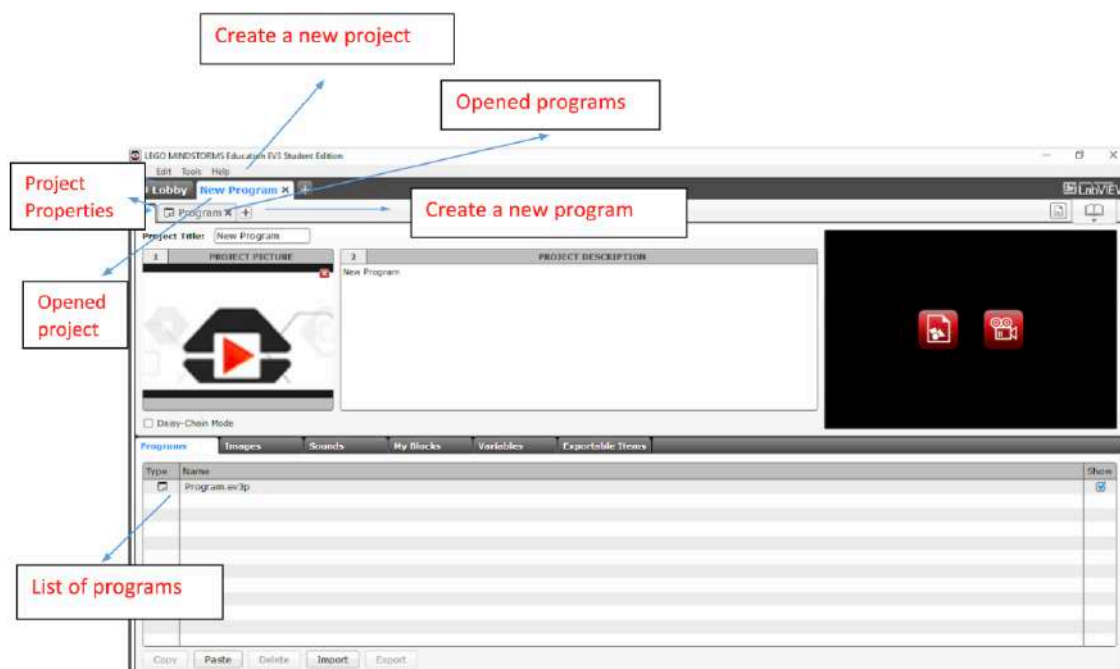 Create a new project
Opened programs
LEGO MINDSTORMS Education EV3 Student Edition
Edit Tools Help
Project
Properties
Lobby New Program × +
LabVIEW
Program × +
Create a new program
Project Title: New Program
1 PROJECT PICTURE
2 PROJECT DESCRIPTION
New Program
Opened
project
Daisy-Chain Mode
Programs Images Sounds My Blocks Variables Exportable Items
Type Name Show
Program.ev3p
List of programs
Copy Paste Delete Import Export